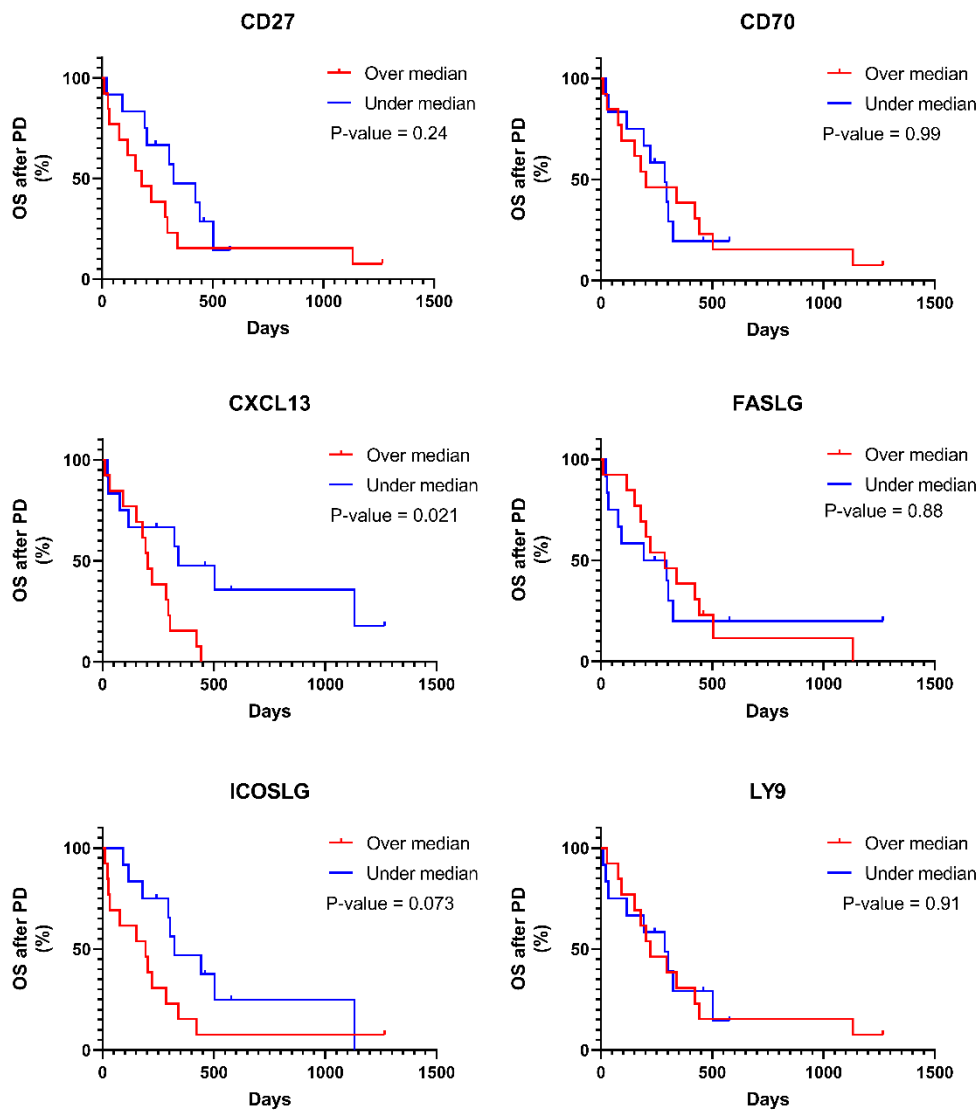 CD27
Over median
Under median
P-value = 0.24
OS after PD
(%)
100
50
0
0 500 1000 1500
Days
CD70
Over median
Under median
P-value = 0.99
OS after PD
(%)
100
50
0
0 500 1000 1500
Days
CXCL13
Over median
Under median
P-value = 0.021
OS after PD
(%)
100
50
0
0 500 1000 1500
Days
FASLG
Over median
Under median
P-value = 0.88
OS after PD
(%)
100
50
0
0 500 1000 1500
Days
ICOSLG
Over median
Under median
P-value = 0.073
OS after PD
(%)
100
50
0
0 500 1000 1500
Days
LY9
Over median
Under median
P-value = 0.91
OS after PD
(%)
100
50
0
0 500 1000 1500
Days